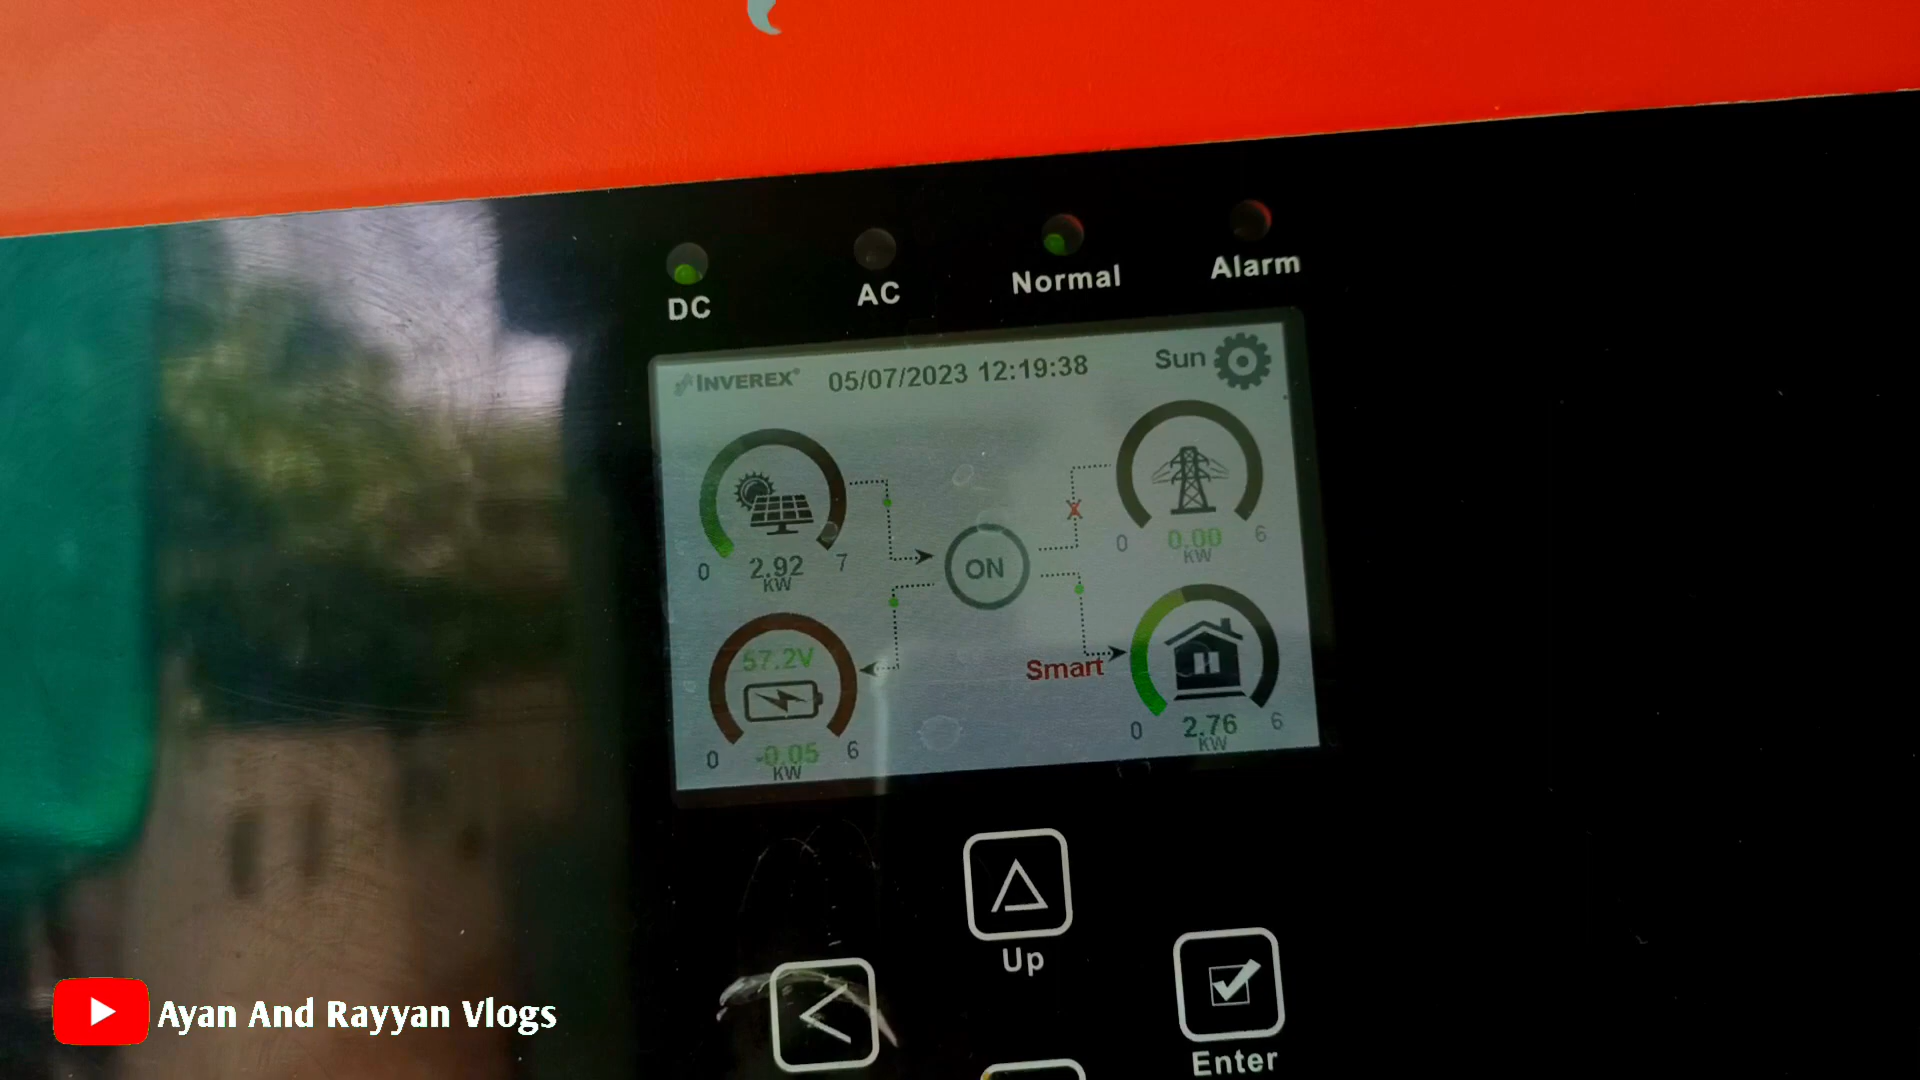 DC
AC
Normal
Alarm
INVEREX®
05/07/2023 12:19:38
Sun
0
2.92
KW
7
ON
X
0
0.00
KW
6
57.2V
0
-0.05
KW
6
Smart
0
2.76
KW
6
Up
Enter
Ayan And Rayyan Vlogs